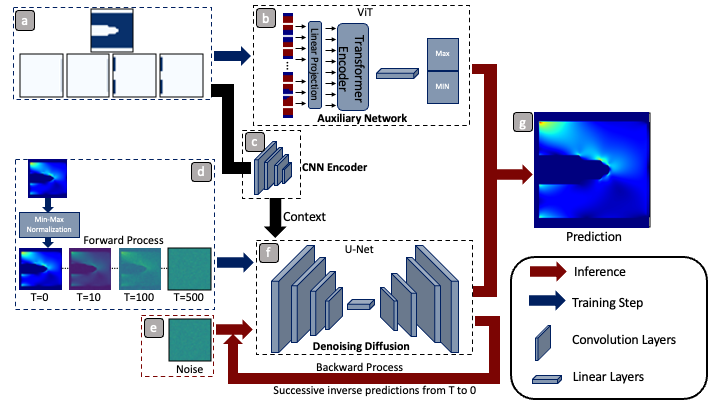 a
b
ViT
Linear Projection
Transformer
Encoder
Max
MIN
Auxiliary Network
c
CNN Encoder
Context
d
Min-Max
Normalization
Forward Process
T=0
T=10
T=100
T=500
e
Noise
f
U-Net
Denoising Diffusion
Backward Process
Successive inverse predictions from T to 0
g
Prediction
Inference
Training Step
Convolution Layers
Linear Layers